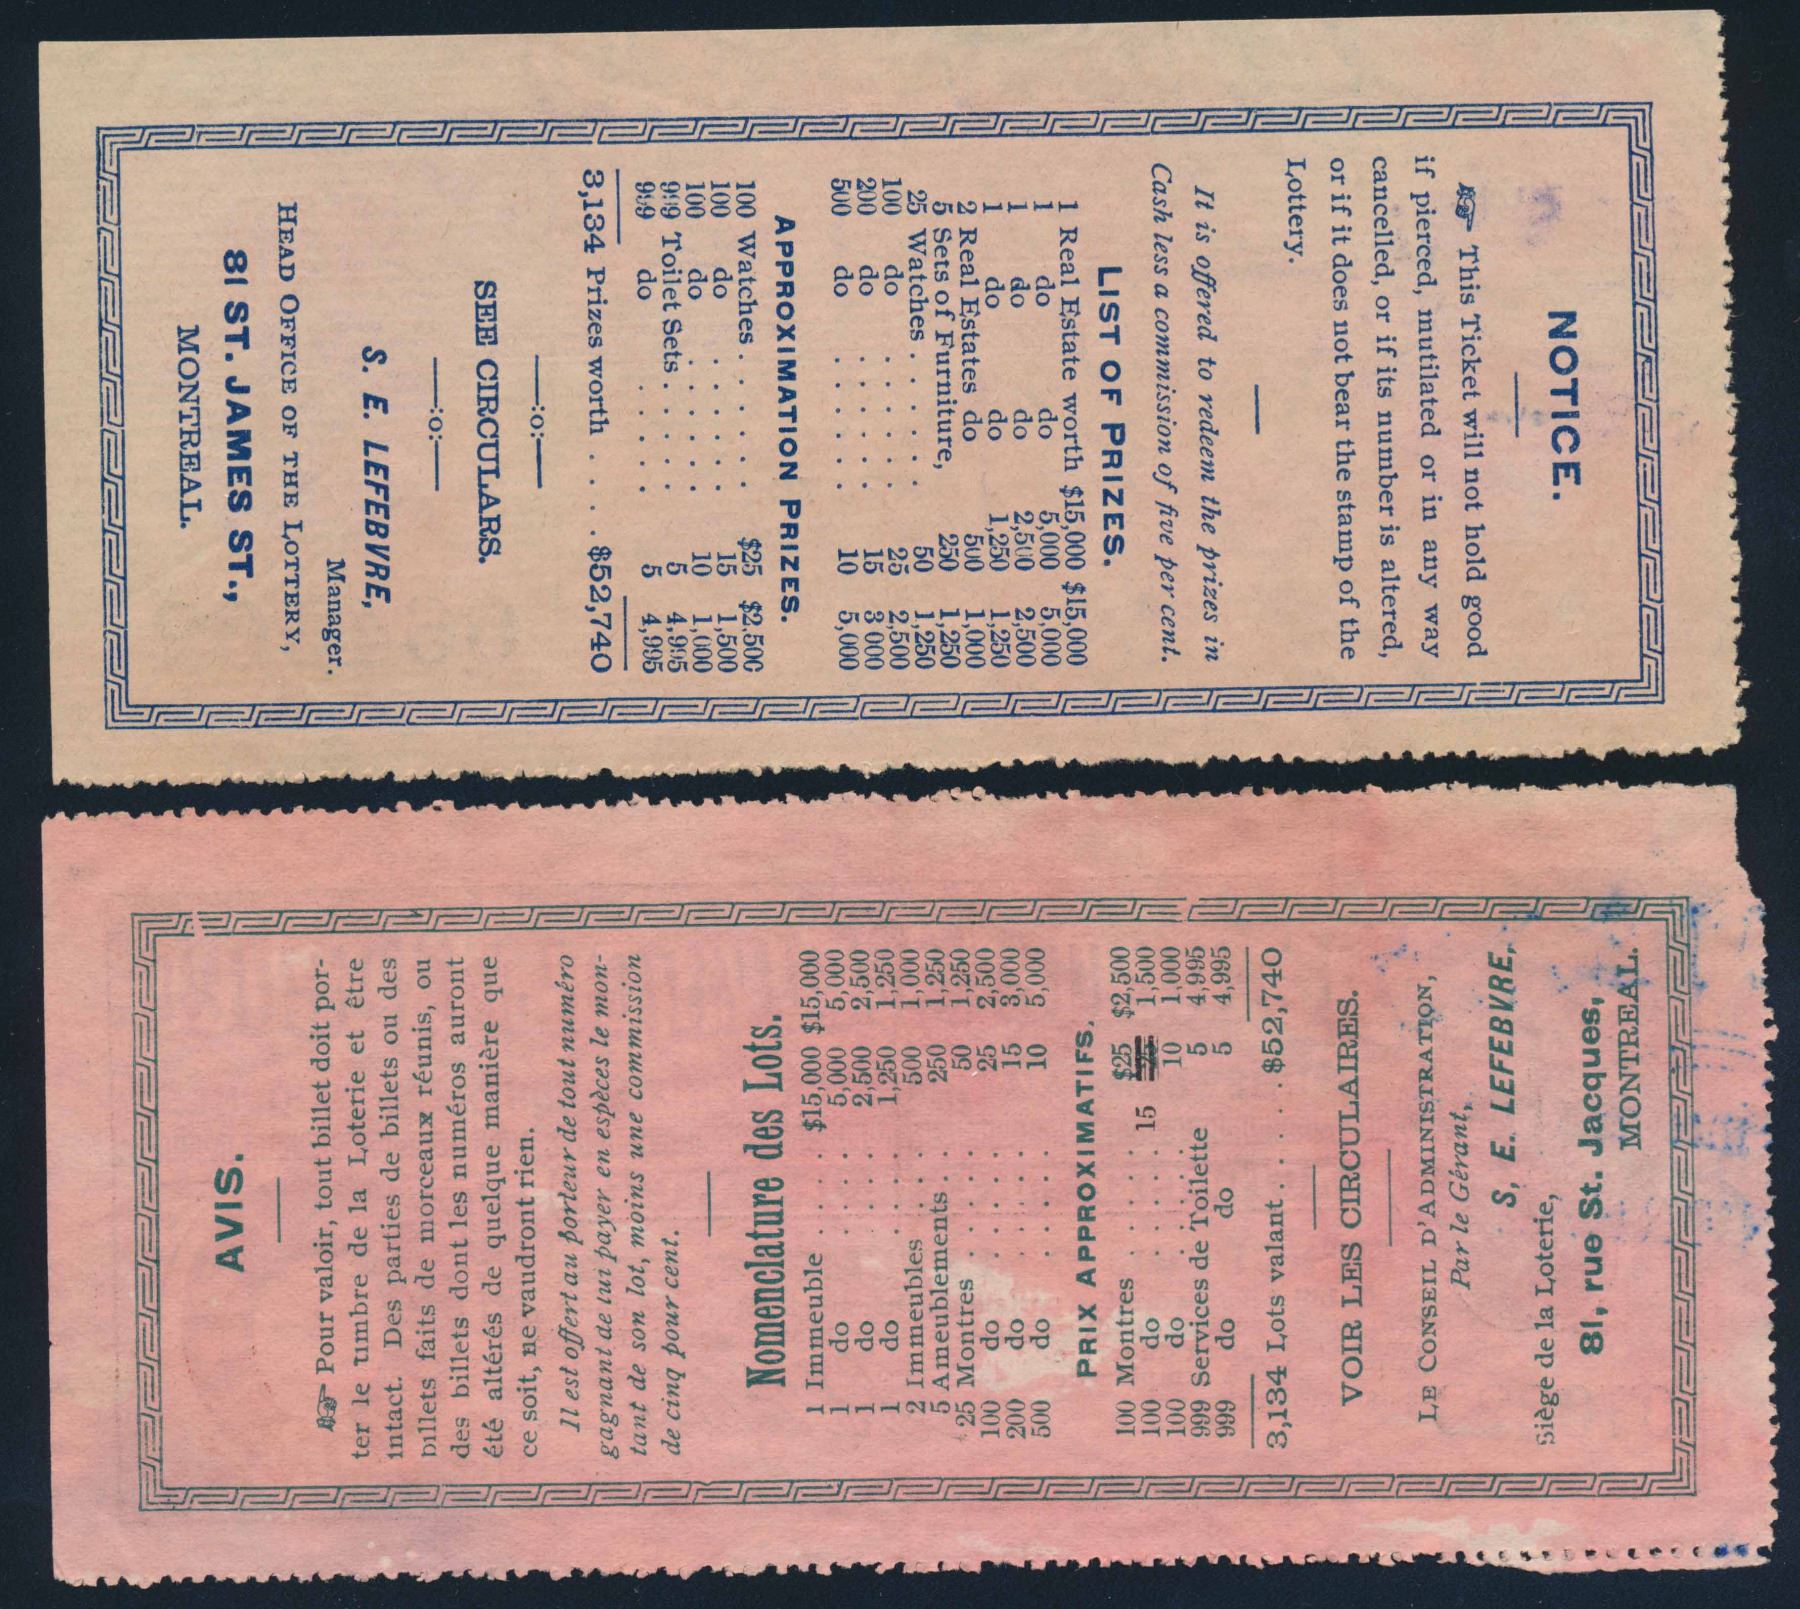 NOTICE.
☞ This Ticket will not hold good
if pierced, mutilated or in any way
cancelled, or if its number is altered,
or if it does not bear the stamp of the
Lottery.
It is offered to redeem the prizes in
Cash less a commission of five per cent.
LIST OF PRIZES.
1 Real Estate worth $15,000 $15,000
1 do do 5,000 5,000
1 do do 2,500 2,500
1 do do 1,250 1,250
2 Real Estates do 500 1,000
5 Sets of Furniture, 250 1,250
25 Watches . . . . . . 50 1,250
100 do . . . . . . 25 2,500
200 do . . . . . . 15 3 000
500 do . . . . . . 10 5,000
APPROXIMATION PRIZES.
100 Watches . . . . . $25 $2.500
100 do . . . . . . 15 1,500
100 do . . . . . . 10 1,000
999 Toilet Sets . . . . . 5 4,995
999 do . . . . . 5 4,995
3,134 Prizes worth . . . . $52,740
——:o:——
SEE CIRCULARS.
——:o:——
S. E. LEFEBVRE,
Manager.
HEAD OFFICE OF THE LOTTERY,
81 ST. JAMES ST.,
MONTREAL.
AVIS.
☞ Pour valoir, tout billet doit por-
ter le timbre de la Loterie et être
intact. Des parties de billets ou des
billets faits de morceaux réunis, ou
des billets dont les numéros auront
été altérés de quelque manière que
ce soit, ne vaudront rien.
Il est offert au porteur de tout numéro
gagnant de lui payer en espèces le mon-
tant de son lot, moins une commission
de cinq pour cent.
Nomenclature des Lots.
1 Immeuble . . . . $15,000 $15,000
1 do . . . . 5,000 5,000
1 do . . . . 2,500 2,500
1 do . . . . 1,250 1,250
2 Immeubles . . . . 500 1,000
5 Ameublements . . . 250 1,250
25 Montres . . . . . 50 1,250
100 do . . . . . 25 2,500
200 do . . . . . 15 3,000
500 do . . . . . 10 5,000
PRIX APPROXIMATIFS.
100 Montres . . . . . $25 $2,500
100 do . . . . 15 25 1,500
100 do . . . . . 10 1,000
999 Services de Toilette 5 4,995
999 do do 5 4,995
3,134 Lots valant . . . . $52,740
VOIR LES CIRCULAIRES.
LE CONSEIL D'ADMINISTRATION,
Par le Gérant,
S, E. LEFEBVRE,
Siège de la Loterie,
81, rue St. Jacques,
MONTREAL.